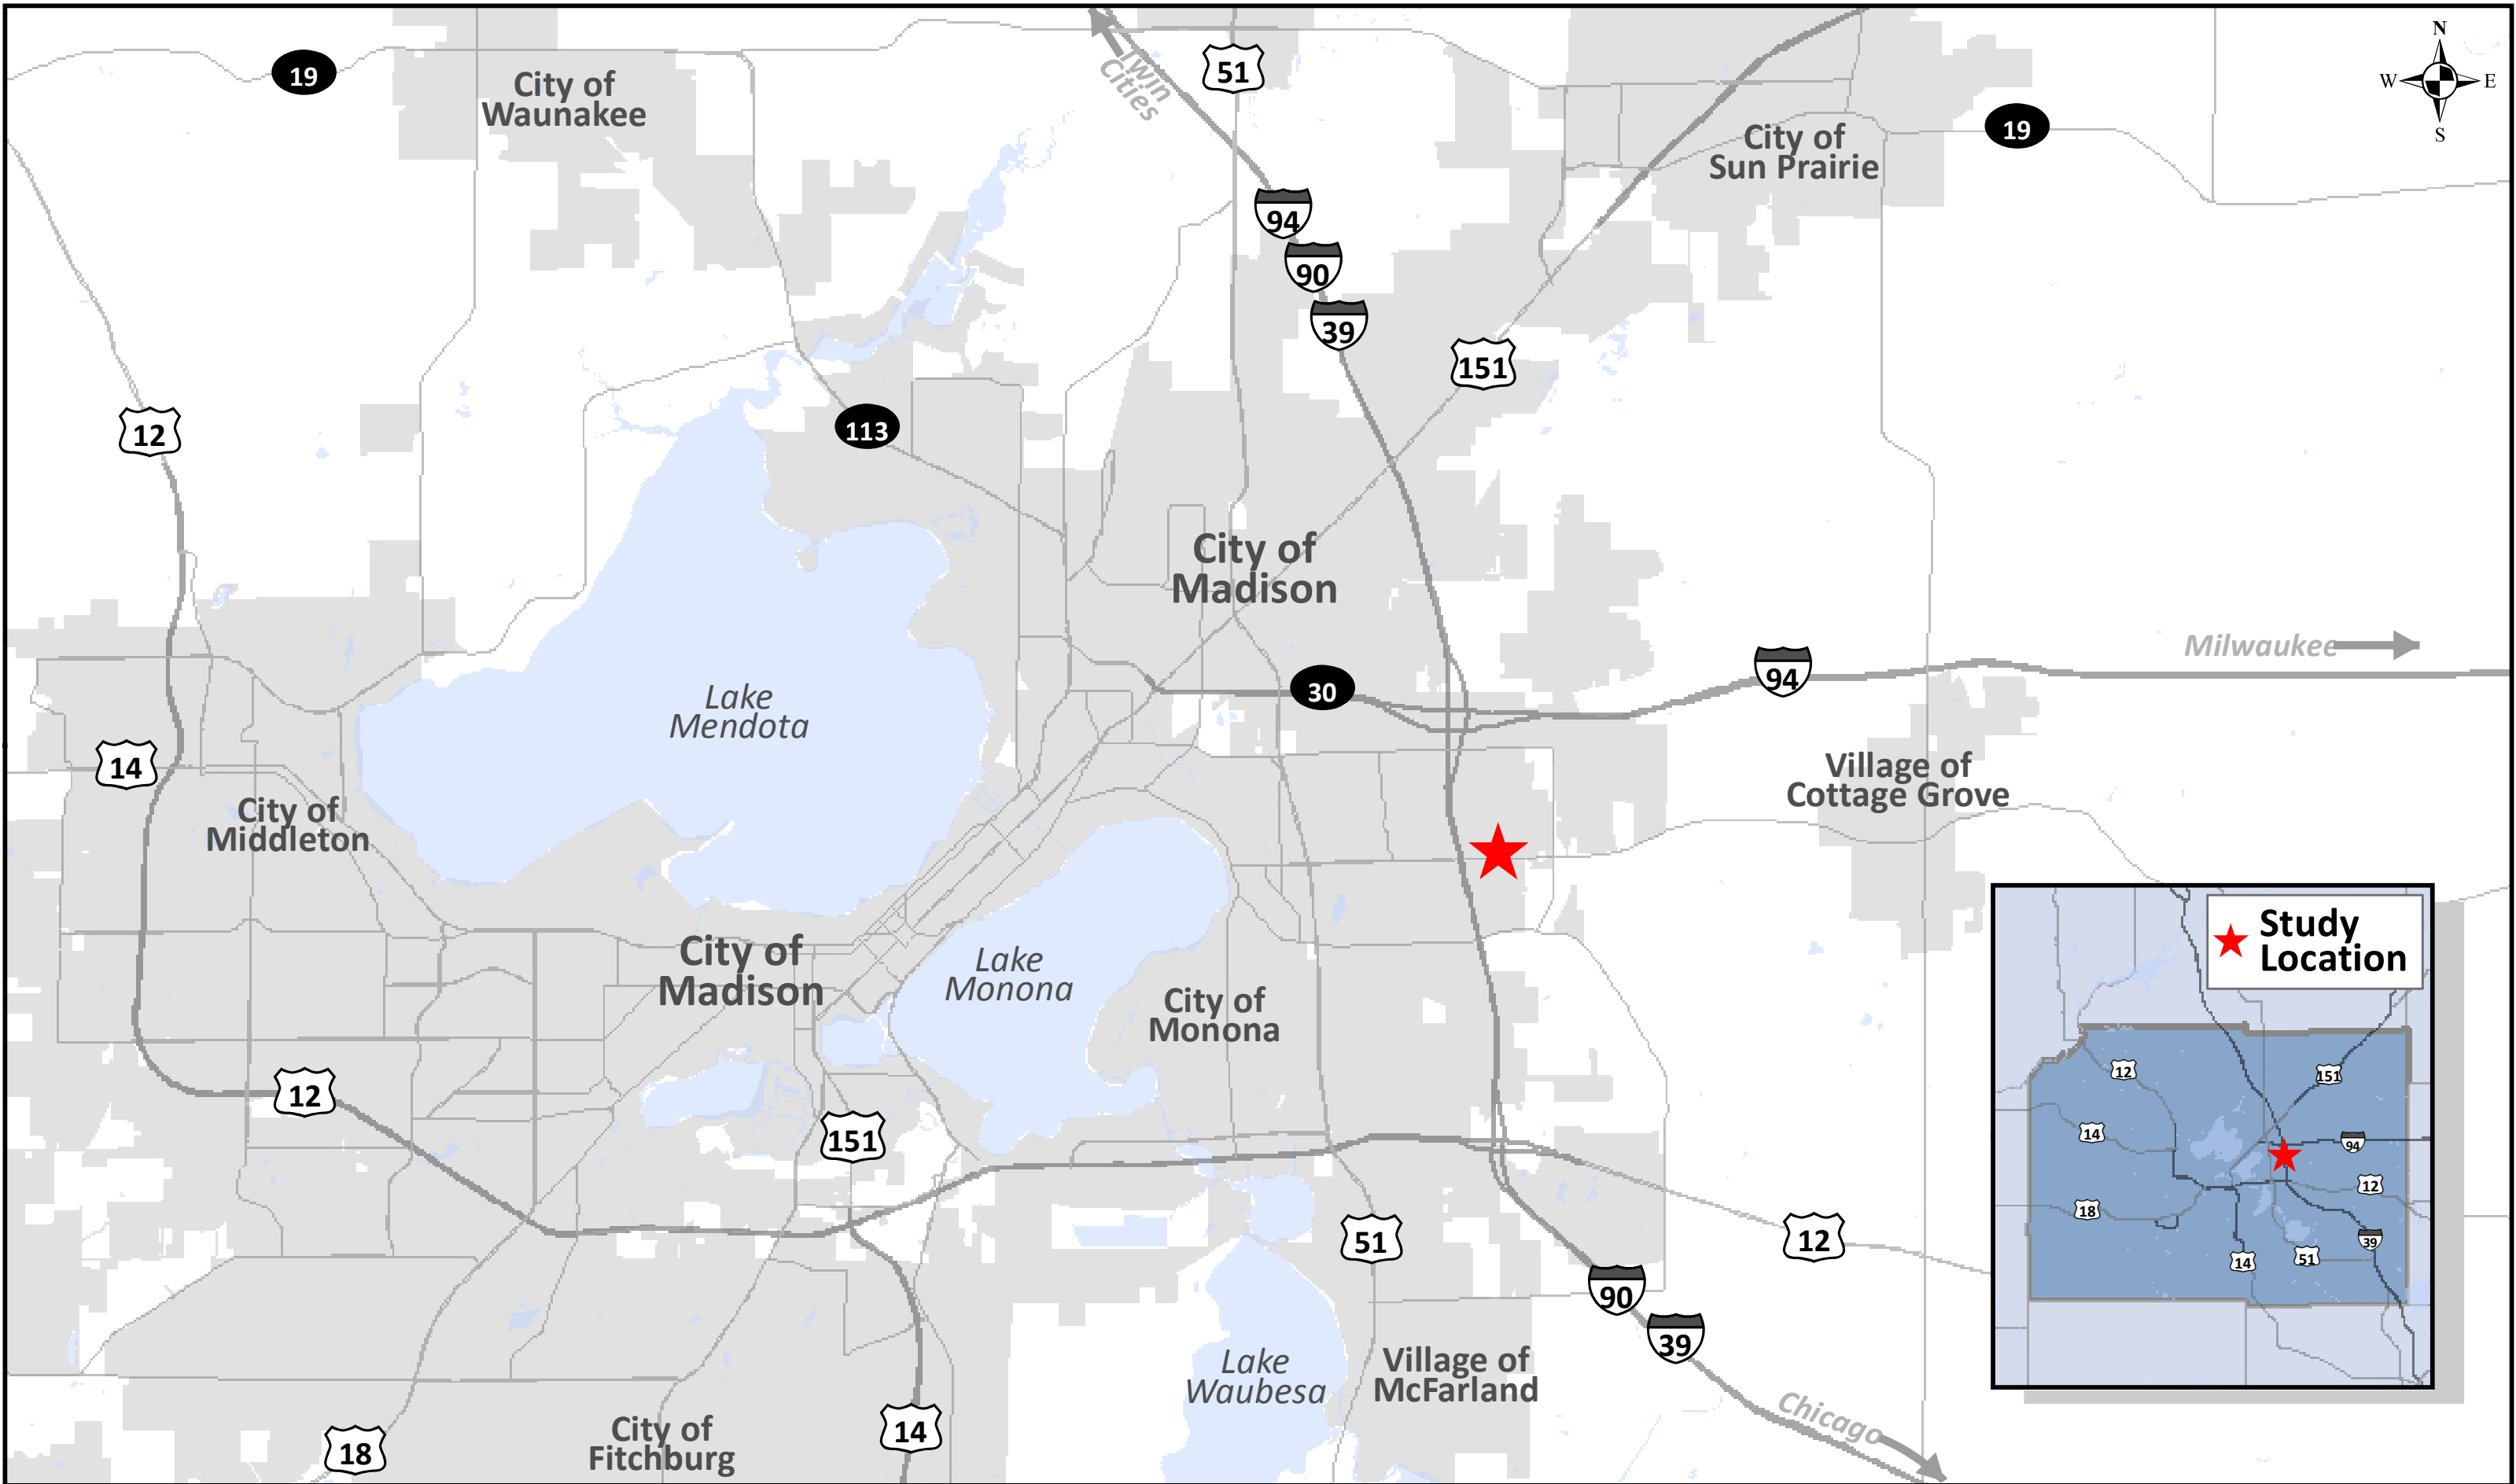 N
W
E
S
Twin
Cities
51
19
City of
Waunakee
City of
Sun Prairie
19
94
90
39
151
12
113
City of
Madison
Milwaukee
94
30
Lake
Mendota
14
City of
Middleton
Village of
Cottage Grove
City of
Madison
Lake
Monona
City of
Monona
12
151
51
12
90
39
Lake
Waubesa
Village of
McFarland
Chicago
14
City of
Fitchburg
18
Study
Location
12
151
14
94
12
18
39
51
14